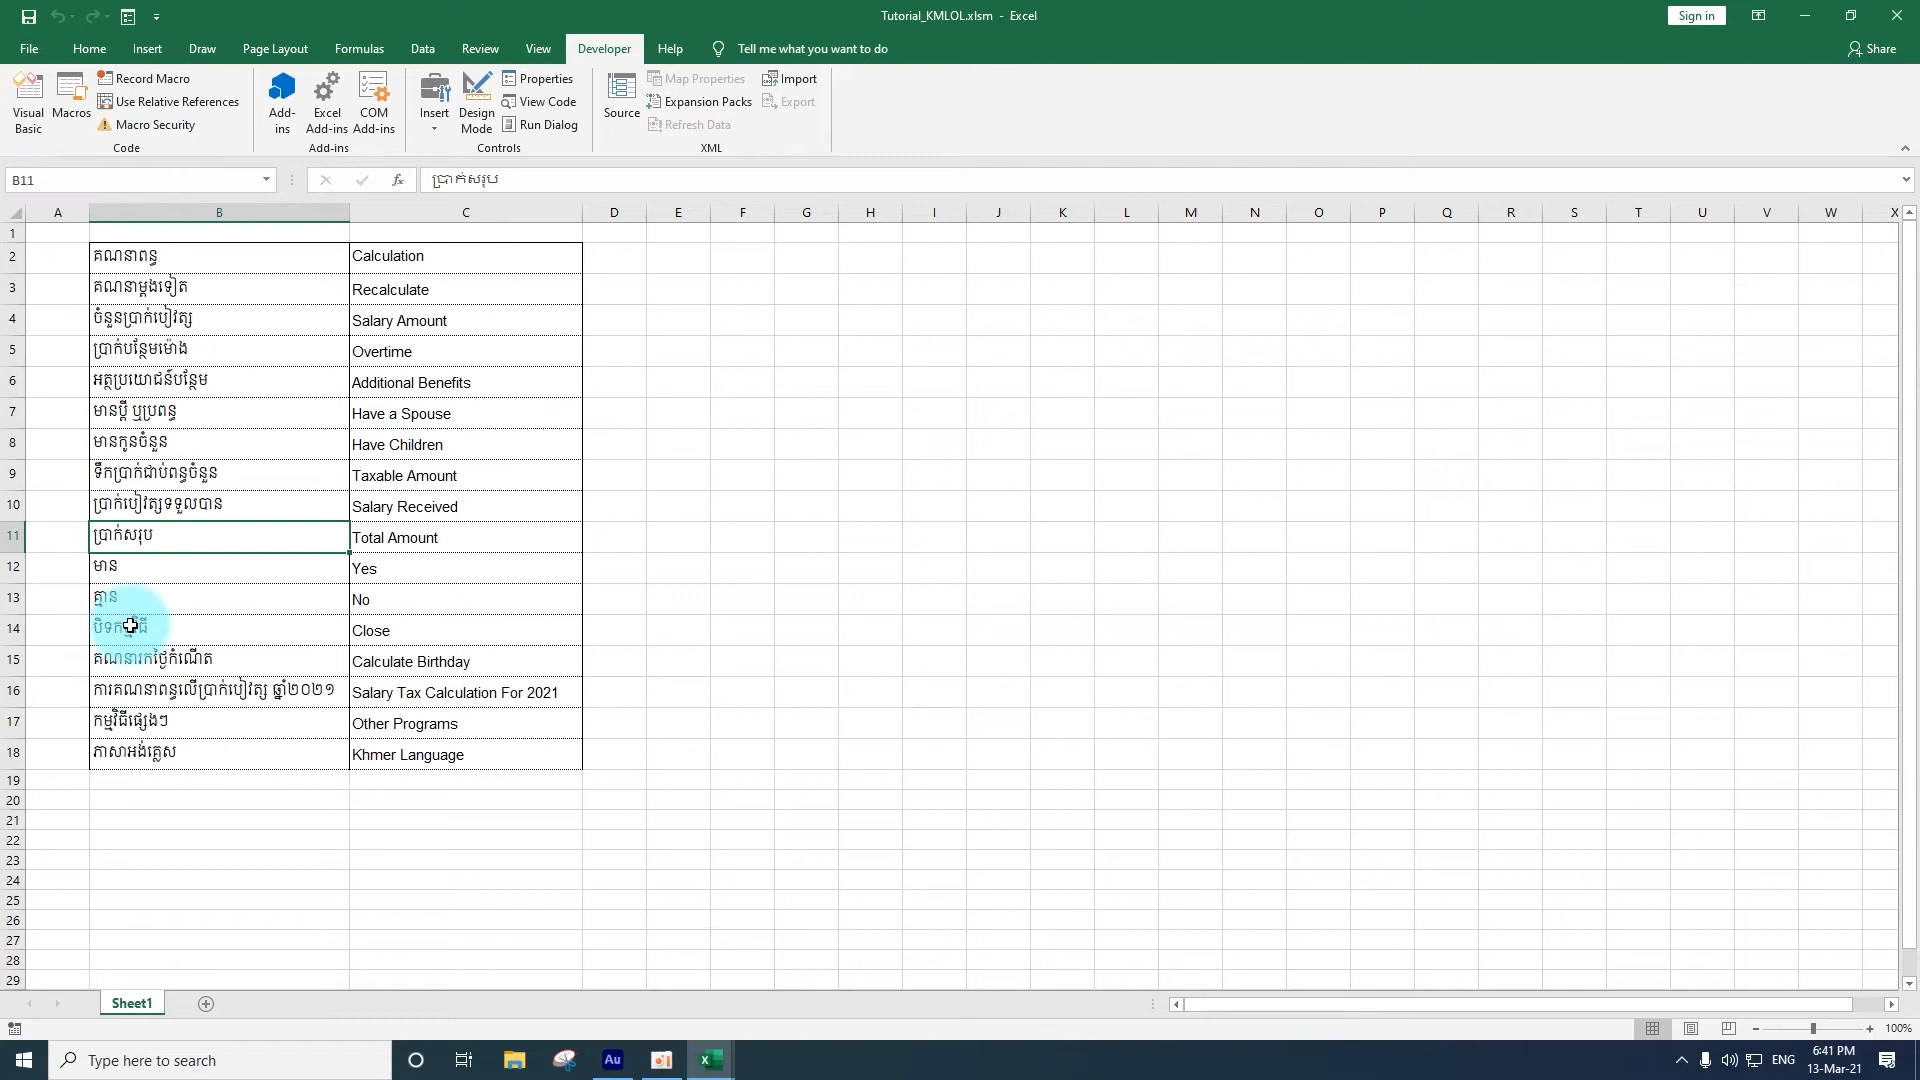 Tutorial_KMLOL.xlsm - Excel
Sign in
File Home Insert Draw Page Layout Formulas Data Review View Developer Help Tell me what you want to do Share
Visual Basic
Macros
Record Macro
Use Relative References
Macro Security
Code
Add-ins
Excel Add-ins
COM Add-ins
Add-ins
Insert
Design Mode
Properties
View Code
Run Dialog
Controls
Source
Map Properties
Expansion Packs
Refresh Data
Import
Export
XML
B11
fx
ប្រាក់សរុប
A B C D E F G H I J K L M N O P Q R S T U V W X
1
2 គណនាពន្ធ Calculation
3 គណនាម្ដងទៀត Recalculate
4 ចំនួនប្រាក់បៀវត្ស Salary Amount
5 ប្រាក់បន្ថែមម៉ោង Overtime
6 អត្ថប្រយោជន៍បន្ថែម Additional Benefits
7 មានប្ដី ឬប្រពន្ធ Have a Spouse
8 មានកូនចំនួន Have Children
9 ទឹកប្រាក់ជាប់ពន្ធចំនួន Taxable Amount
10 ប្រាក់បៀវត្សទទួលបាន Salary Received
11 ប្រាក់សរុប Total Amount
12 មាន Yes
13 គ្មាន No
14 បិទកម្មវិធី Close
15 គណនារកថ្ងៃកំណើត Calculate Birthday
16 ការគណនាពន្ធលើប្រាក់បៀវត្ស ឆ្នាំ២០២១ Salary Tax Calculation For 2021
17 កម្មវិធីផ្សេងៗ Other Programs
18 ភាសាអង់គ្លេស Khmer Language
19
20
21
22
23
24
25
26
27
28
29
Sheet1
100%
Type here to search
Au
ENG
6:41 PM
13-Mar-21